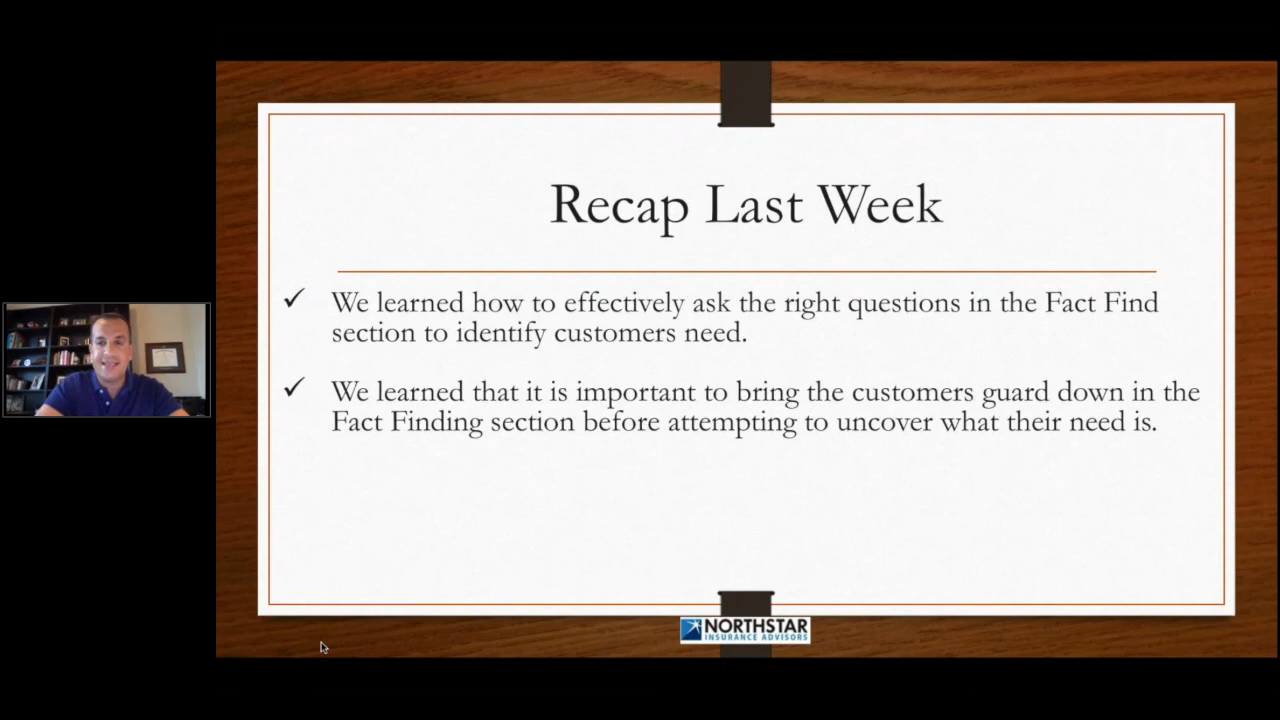 Recap Last Week
✓ We learned how to effectively ask the right questions in the Fact Find
section to identify customers need.
✓ We learned that it is important to bring the customers guard down in the
Fact Finding section before attempting to uncover what their need is.
NORTHSTAR
INSURANCE ADVISORS